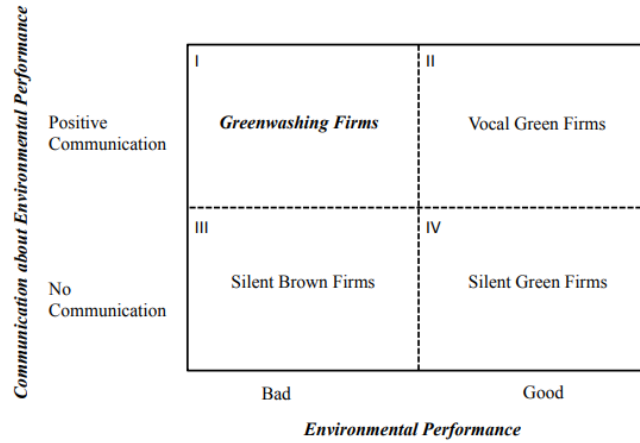 Communication about Environmental Performance
I
II
Positive
Communication
Greenwashing Firms
Vocal Green Firms
III
IV
No
Communication
Silent Brown Firms
Silent Green Firms
Bad
Good
Environmental Performance